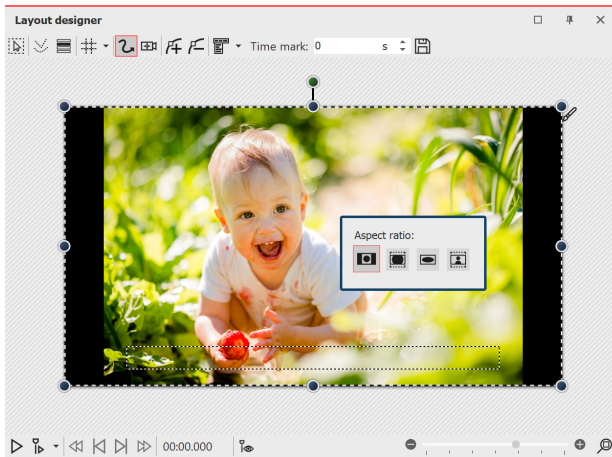 Layout designer
Time mark: 0 s
Aspect ratio:
00:00.000